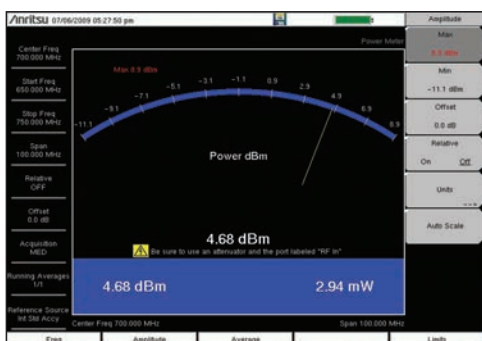 Anritsu 07/06/2009 05:27:50 pm
Power Meter
Center Freq
700.000 MHz
Start Freq
650.000 MHz
Stop Freq
750.000 MHz
Span
100.000 MHz
Relative
OFF
Offset
0.0 dB
Acquisition
MED
Running Averages
1/1
Reference Source
Int Std Accy
Max 8.9 dBm
-11.1
-9.1
-7.1
-5.1
-3.1
-1.1
0.9
2.9
4.9
6.9
8.9
Power dBm
4.68 dBm
Be sure to use an attenuator and the port labeled "RF in"
4.68 dBm
2.94 mW
Center Freq 700.000 MHz
Span 100.000 MHz
Amplitude
Max
Min
-11.1 dBm
Offset
0.0 dB
Relative
On Off
Units
--->
Auto Scale
Freq
Amplitude
Average
Limits